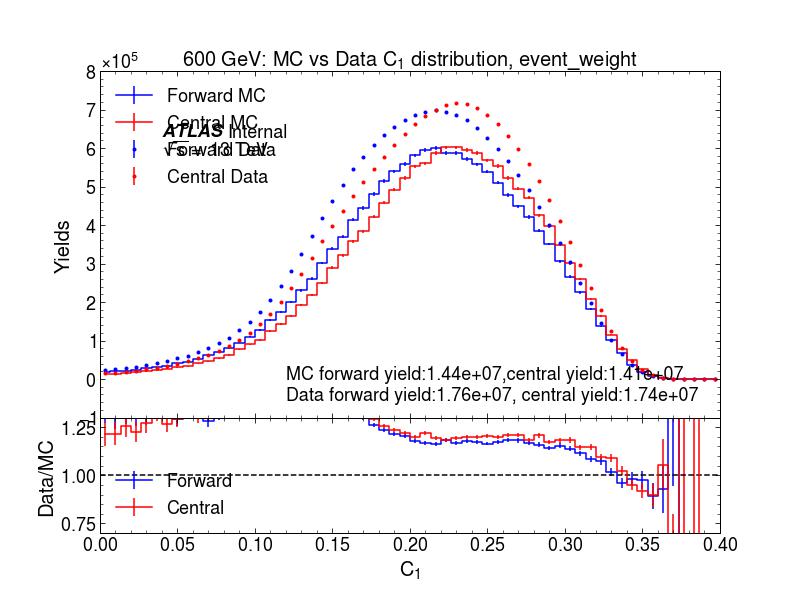 600 GeV: MC vs Data C₁ distribution, event_weight
×10⁵
8
7
6
5
4
3
2
1
0
1
Yields
Forward MC
Central MC
ATLAS Internal
√s = 13 TeV
Forward Data
Central Data
MC forward yield:1.44e+07,central yield:1.41e+07
Data forward yield:1.76e+07, central yield:1.74e+07
1.25
1.00
0.75
Data/MC
Forward
Central
0.00 0.05 0.10 0.15 0.20 0.25 0.30 0.35 0.40
C₁